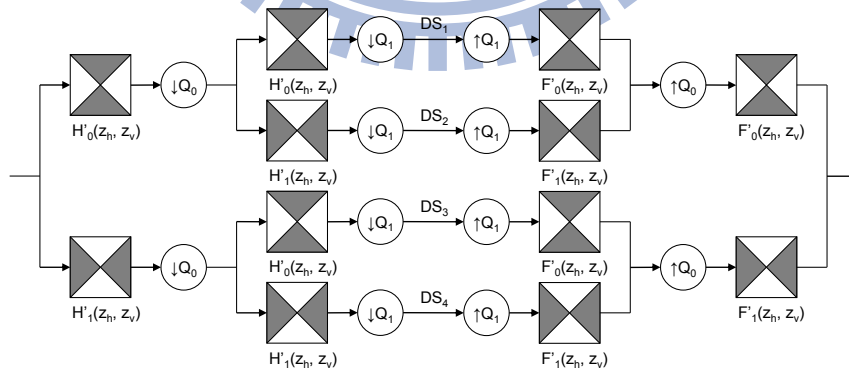 DS₁
↓Q₁ ↑Q₁
H'₀(zₕ, zᵥ) F'₀(zₕ, zᵥ)
↓Q₀ ↑Q₀
H'₀(zₕ, zᵥ) F'₀(zₕ, zᵥ)
DS₂
↓Q₁ ↑Q₁
H'₁(zₕ, zᵥ) F'₁(zₕ, zᵥ)
DS₃
↓Q₁ ↑Q₁
H'₀(zₕ, zᵥ) F'₀(zₕ, zᵥ)
↓Q₀ ↑Q₀
H'₁(zₕ, zᵥ) F'₁(zₕ, zᵥ)
DS₄
↓Q₁ ↑Q₁
H'₁(zₕ, zᵥ) F'₁(zₕ, zᵥ)